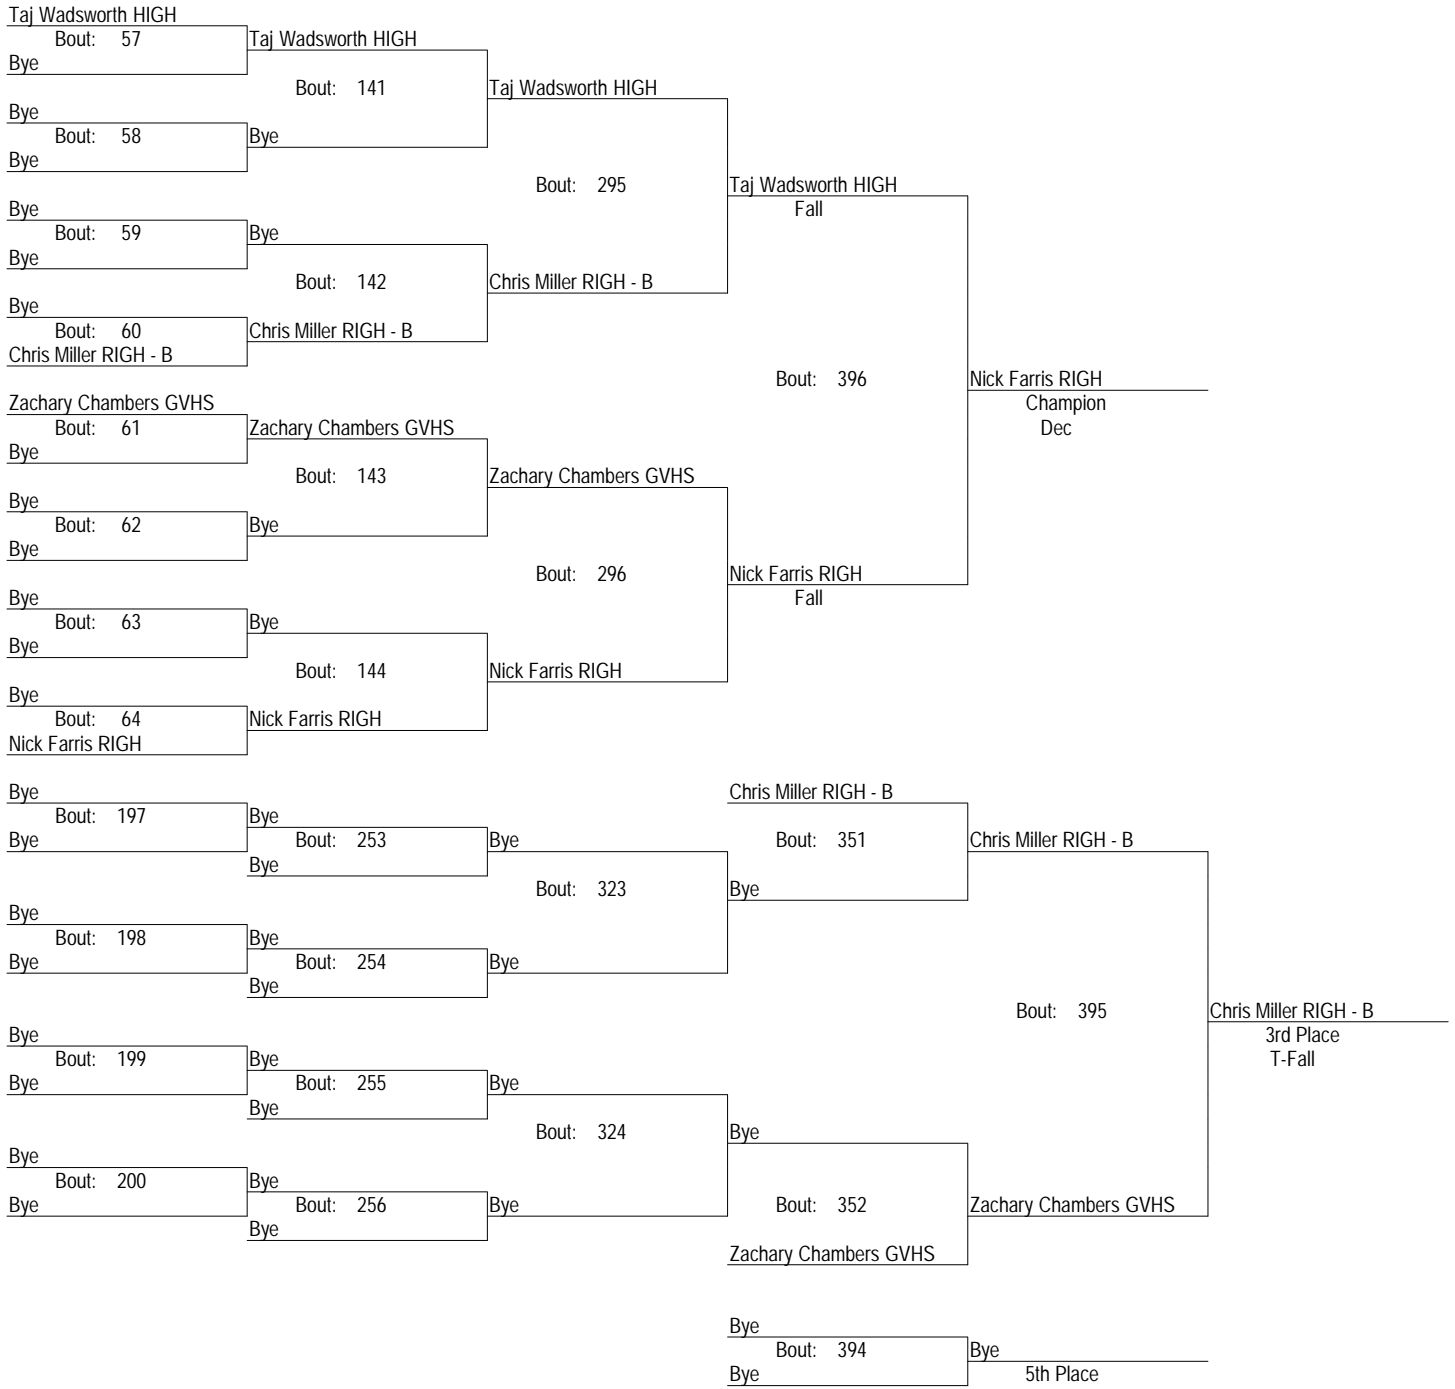 Taj Wadsworth HIGH
Bout: 57
Taj Wadsworth HIGH
Bye
Bout: 141
Taj Wadsworth HIGH
Bye
Bout: 58
Bye
Bye
Bout: 295
Taj Wadsworth HIGH
Fall
Bye
Bout: 59
Bye
Bye
Bout: 142
Chris Miller RIGH - B
Bye
Bout: 60
Chris Miller RIGH - B
Chris Miller RIGH - B
Bout: 396
Nick Farris RIGH
Champion
Dec
Zachary Chambers GVHS
Bout: 61
Zachary Chambers GVHS
Bye
Bout: 143
Zachary Chambers GVHS
Bye
Bout: 62
Bye
Bye
Bout: 296
Nick Farris RIGH
Fall
Bye
Bout: 63
Bye
Bye
Bout: 144
Nick Farris RIGH
Bye
Bout: 64
Nick Farris RIGH
Nick Farris RIGH
Bye
Chris Miller RIGH - B
Bout: 197
Bye
Bye
Bout: 253
Bye
Bout: 351
Chris Miller RIGH - B
Bye
Bout: 323
Bye
Bye
Bout: 198
Bye
Bye
Bout: 254
Bye
Bye
Bout: 395
Chris Miller RIGH - B
3rd Place
T-Fall
Bye
Bout: 199
Bye
Bye
Bout: 255
Bye
Bye
Bout: 324
Bye
Bye
Bout: 200
Bye
Bye
Bout: 256
Bye
Bout: 352
Zachary Chambers GVHS
Bye
Zachary Chambers GVHS
Bye
Bout: 394
Bye
Bye
5th Place